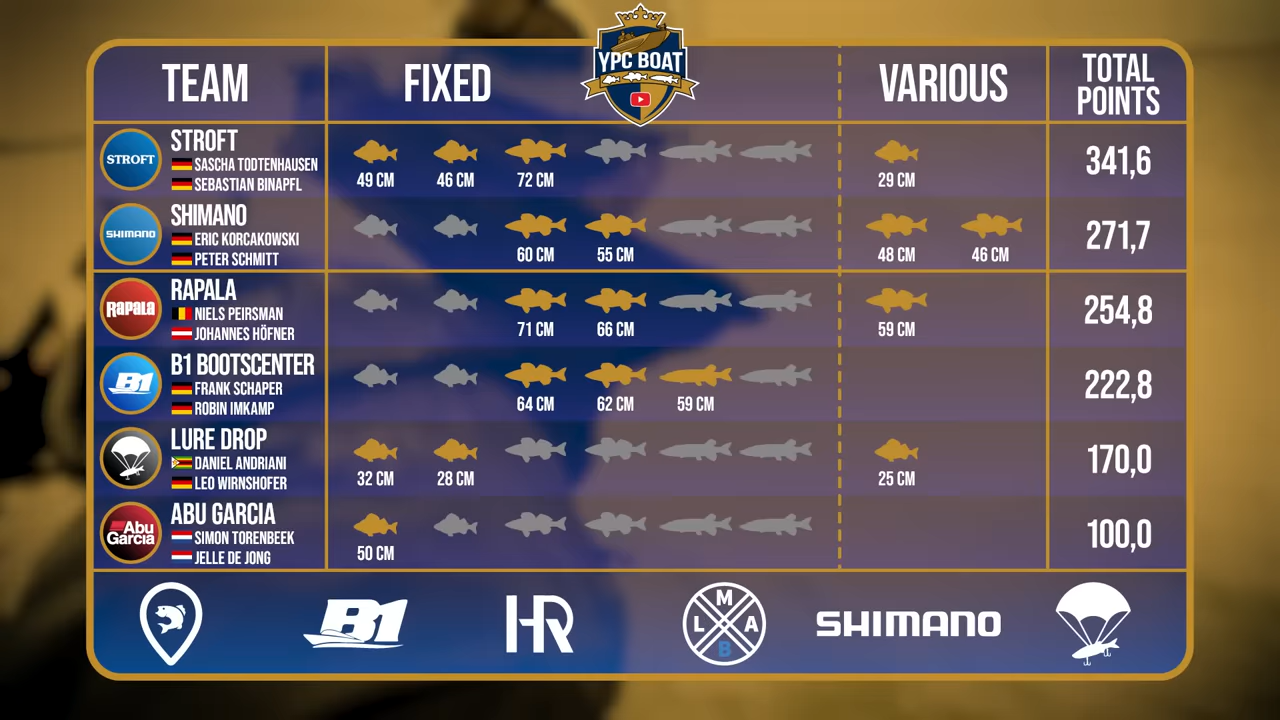 YPC BOAT
TEAM FIXED VARIOUS TOTAL POINTS
STROFT STROFT
SASCHA TODTENHAUSEN
SEBASTIAN BINAPFL
49 CM 46 CM 72 CM 29 CM 341,6
SHIMANO SHIMANO
ERIC KORCAKOWSKI
PETER SCHMITT
60 CM 55 CM 48 CM 46 CM 271,7
Rapala RAPALA
NIELS PEIRSMAN
JOHANNES HÖFNER
71 CM 66 CM 59 CM 254,8
B1 B1 BOOTSCENTER
FRANK SCHAPER
ROBIN IMKAMP
64 CM 62 CM 59 CM 222,8
LURE DROP
DANIEL ANDRIANI
LEO WIRNSHOFER
32 CM 28 CM 25 CM 170,0
Abu Garcia ABU GARCIA
SIMON TORENBEEK
JELLE DE JONG
50 CM 100,0
B1 HR M L A B SHIMANO